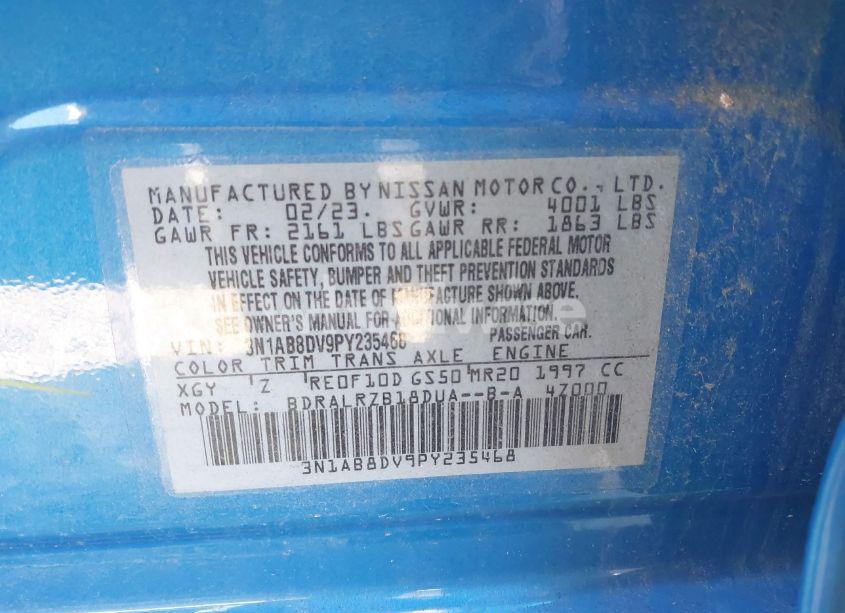 MANUFACTURED BY NISSAN MOTOR CO., LTD.
DATE: 02/23. GVWR: 4001 LBS
GAWR FR: 2161 LBS GAWR RR: 1863 LBS
THIS VEHICLE CONFORMS TO ALL APPLICABLE FEDERAL MOTOR
VEHICLE SAFETY, BUMPER AND THEFT PREVENTION STANDARDS
IN EFFECT ON THE DATE OF MANUFACTURE SHOWN ABOVE.
SEE OWNER'S MANUAL FOR ADDITIONAL INFORMATION.
VIN: 3N1AB8DV9PY235468 PASSENGER CAR.
COLOR TRIM TRANS AXLE ENGINE
XGY Z RE0F10D GS50 MR20 1997 CC
MODEL: BDRALRZB18DUA--B-A 4Z000
3N1AB8DV9PY235468